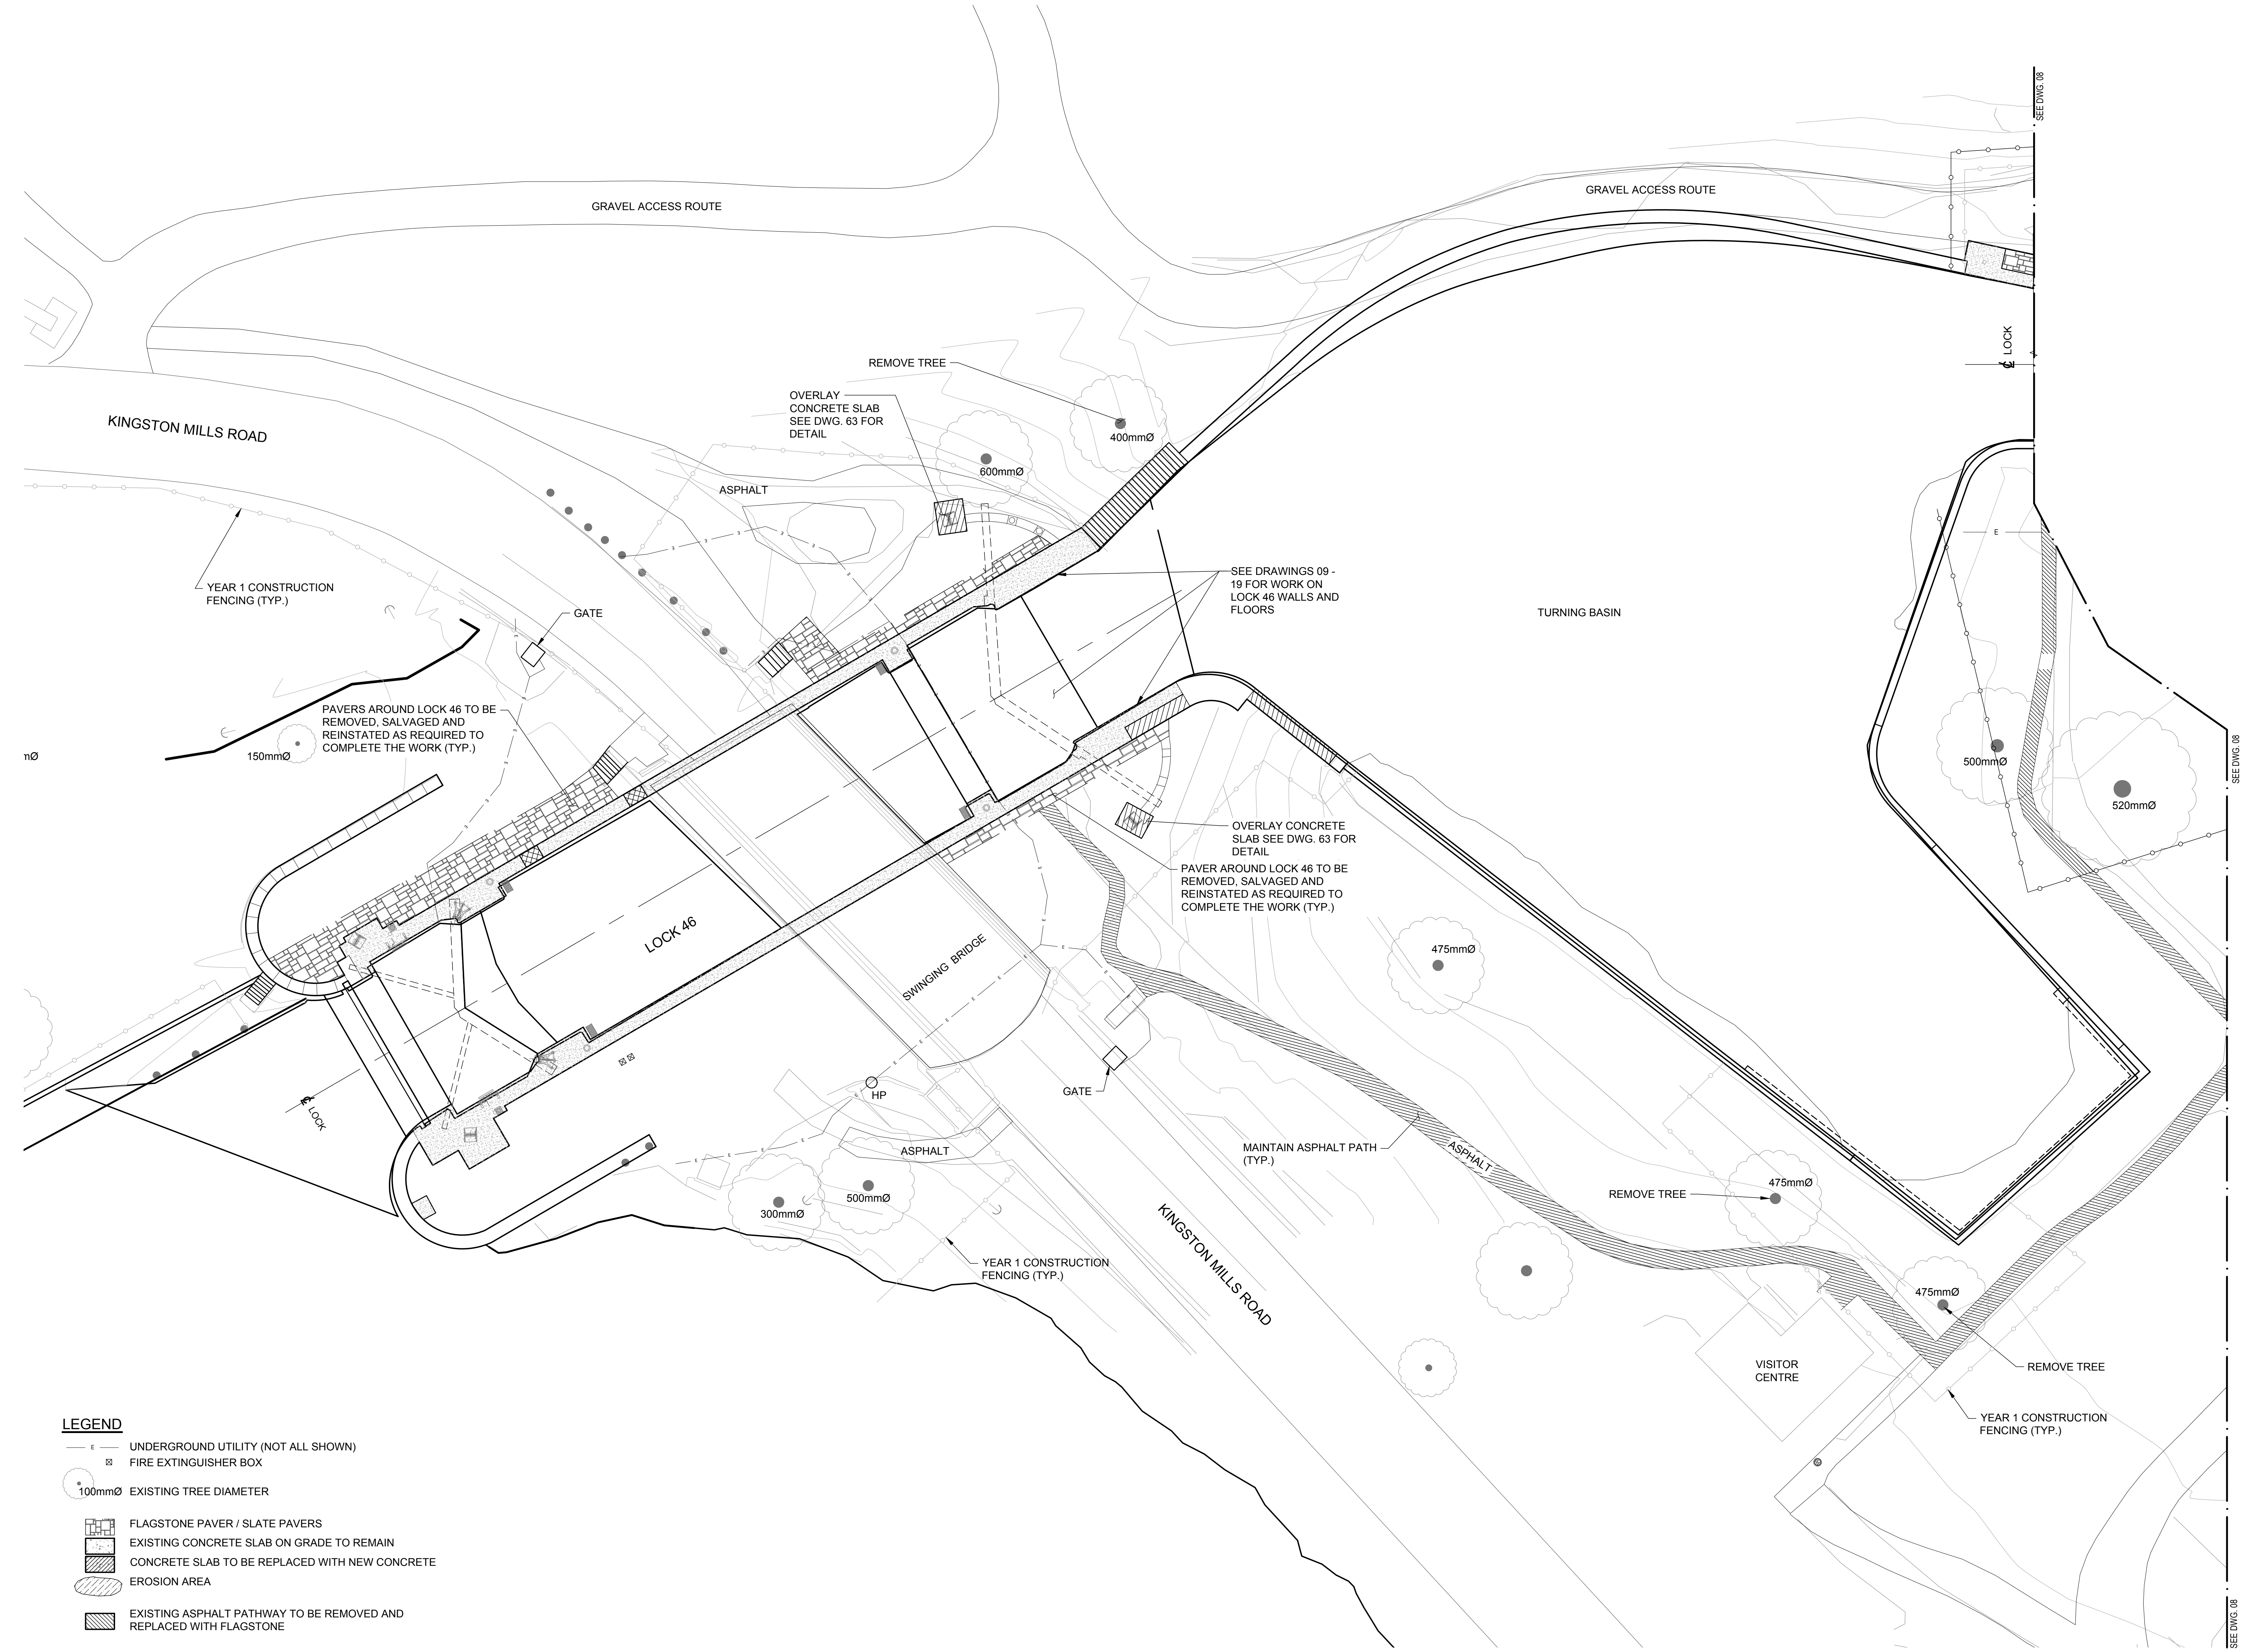 SEE DWG. 08
GRAVEL ACCESS ROUTE
GRAVEL ACCESS ROUTE
℄ LOCK
REMOVE TREE
OVERLAY
CONCRETE SLAB
SEE DWG. 63 FOR
DETAIL
400mmØ
600mmØ
KINGSTON MILLS ROAD
ASPHALT
E
YEAR 1 CONSTRUCTION
FENCING (TYP.)
GATE
SEE DRAWINGS 09 -
19 FOR WORK ON
LOCK 46 WALLS AND
FLOORS
TURNING BASIN
PAVERS AROUND LOCK 46 TO BE
REMOVED, SALVAGED AND
REINSTATED AS REQUIRED TO
COMPLETE THE WORK (TYP.)
150mmØ
mØ
500mmØ
520mmØ
SEE DWG. 08
OVERLAY CONCRETE
SLAB SEE DWG. 63 FOR
DETAIL
PAVER AROUND LOCK 46 TO BE
REMOVED, SALVAGED AND
REINSTATED AS REQUIRED TO
COMPLETE THE WORK (TYP.)
LOCK 46
SWINGING BRIDGE
475mmØ
℄ LOCK
HP
GATE
ASPHALT
MAINTAIN ASPHALT PATH
(TYP.)
ASPHALT
475mmØ
REMOVE TREE
500mmØ
300mmØ
KINGSTON MILLS ROAD
YEAR 1 CONSTRUCTION
FENCING (TYP.)
475mmØ
VISITOR
CENTRE
REMOVE TREE
YEAR 1 CONSTRUCTION
FENCING (TYP.)
LEGEND
E UNDERGROUND UTILITY (NOT ALL SHOWN)
FIRE EXTINGUISHER BOX
100mmØ EXISTING TREE DIAMETER
FLAGSTONE PAVER / SLATE PAVERS
EXISTING CONCRETE SLAB ON GRADE TO REMAIN
CONCRETE SLAB TO BE REPLACED WITH NEW CONCRETE
EROSION AREA
EXISTING ASPHALT PATHWAY TO BE REMOVED AND
REPLACED WITH FLAGSTONE
SEE DWG. 08